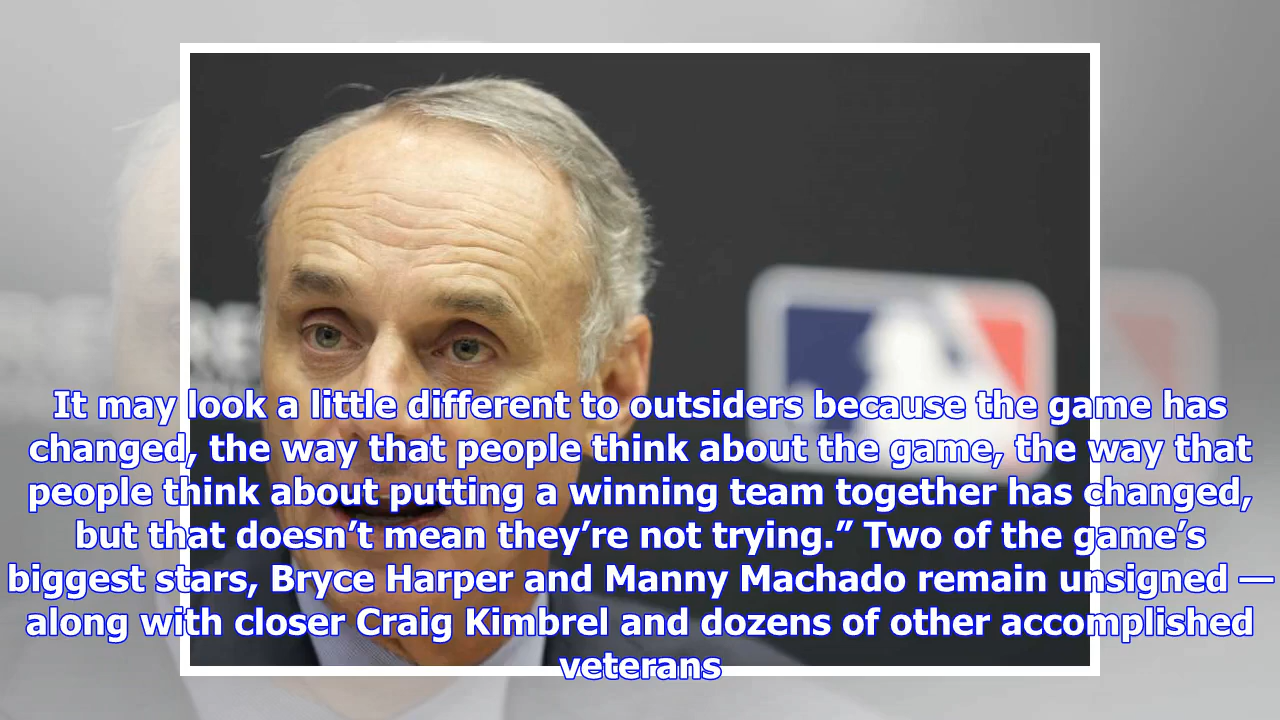 It may look a little different to outsiders because the game has
changed, the way that people think about the game, the way that
people think about putting a winning team together has changed,
but that doesn’t mean they’re not trying.” Two of the game’s
biggest stars, Bryce Harper and Manny Machado remain unsigned —
along with closer Craig Kimbrel and dozens of other accomplished
veterans